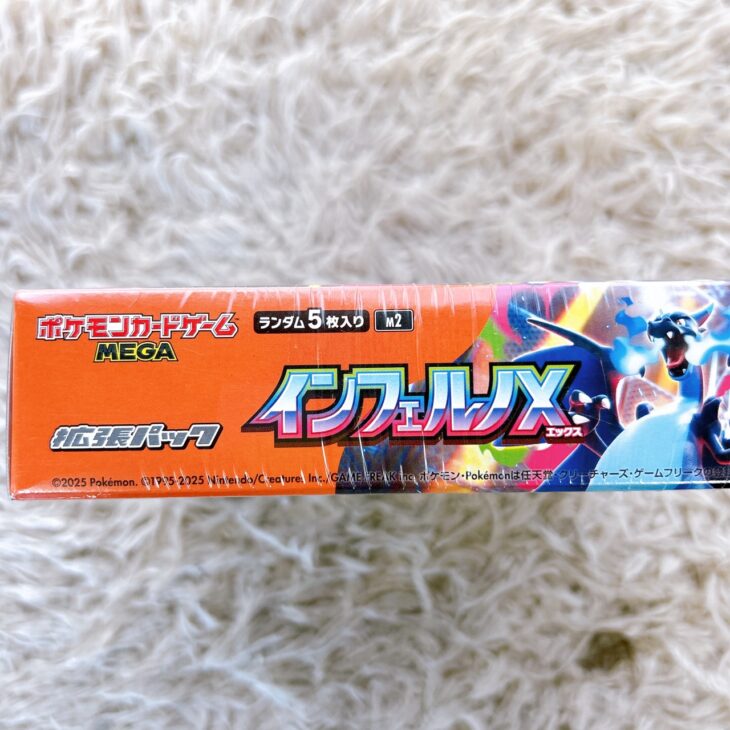 ポケモンカードゲーム
MEGA
ランダム5枚入り
M2
インフェルノX
エックス
拡張パック
©2025 Pokémon. ©1995-2025 Nintendo/Creatures Inc./GAME FREAK inc. ポケモン・Pokémonは任天堂・クリーチャーズ・ゲームフリークの